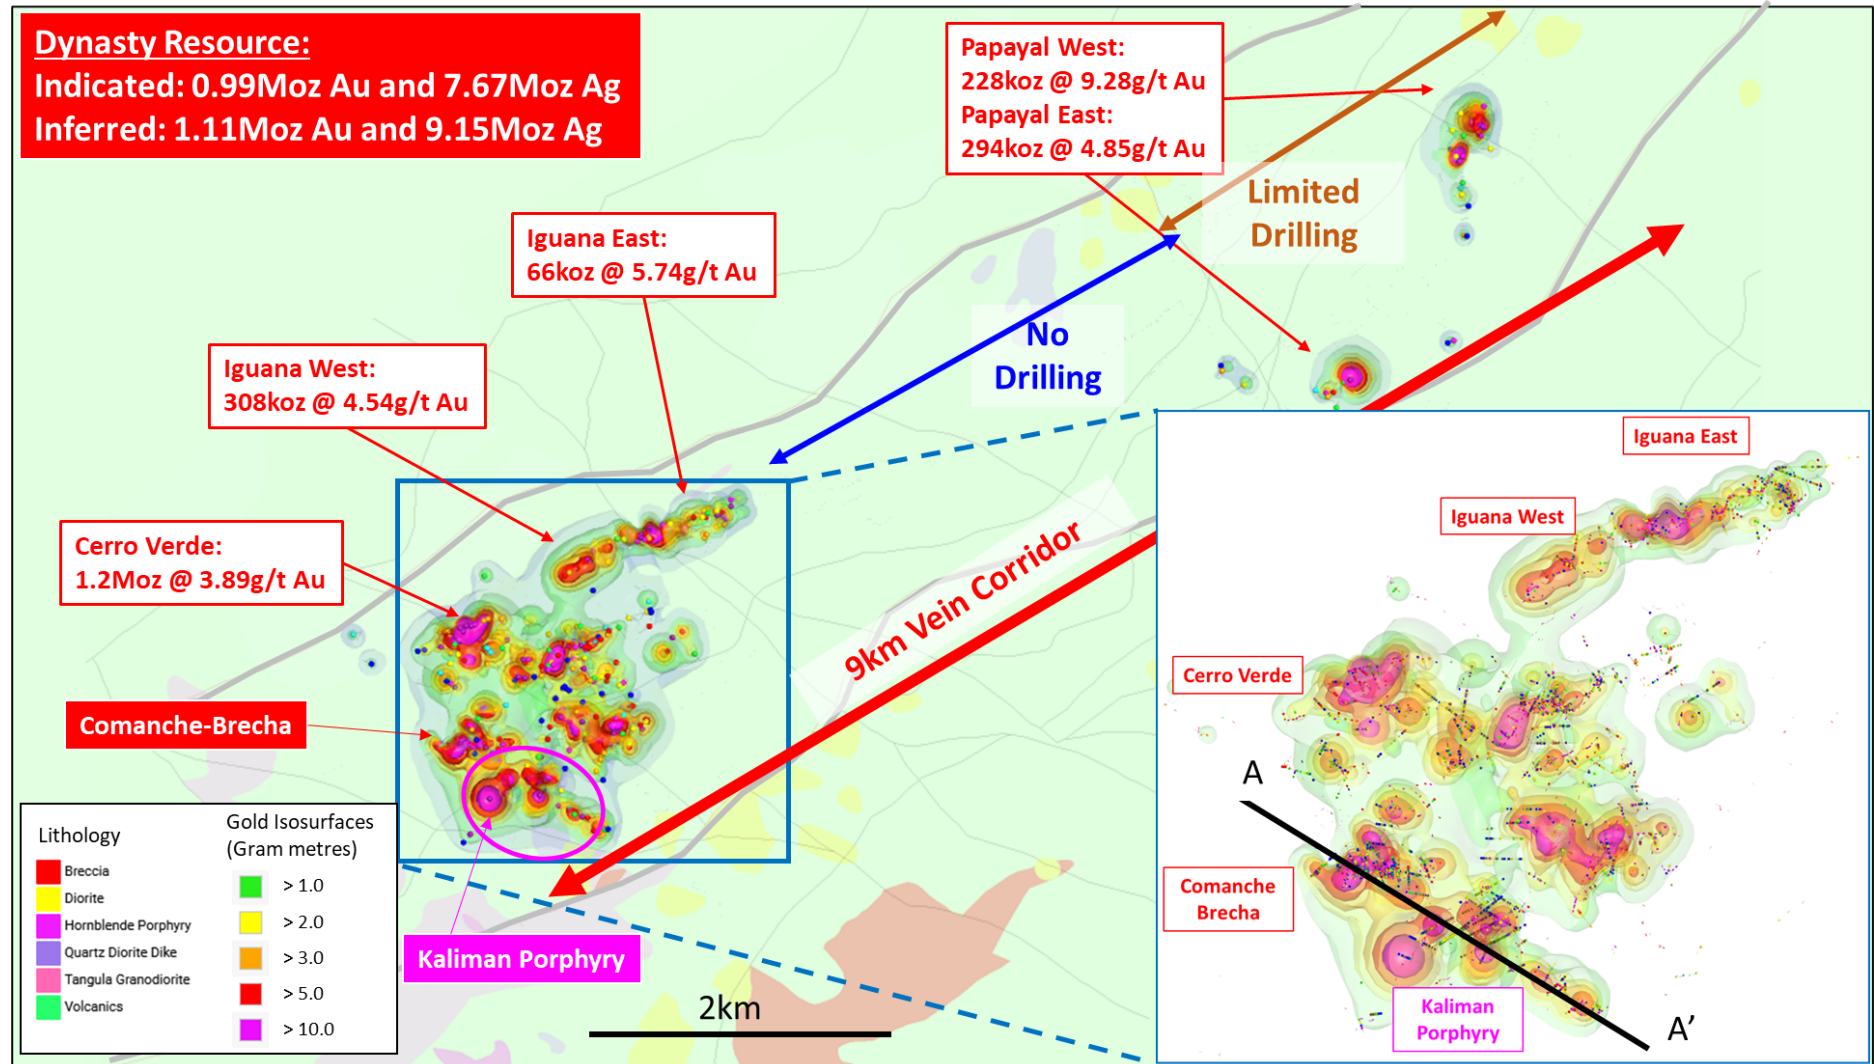 Dynasty Resource:
Indicated: 0.99Moz Au and 7.67Moz Ag
Inferred: 1.11Moz Au and 9.15Moz Ag
Papayal West:
228koz @ 9.28g/t Au
Papayal East:
294koz @ 4.85g/t Au
Limited
Drilling
Iguana East:
66koz @ 5.74g/t Au
No
Drilling
Iguana West:
308koz @ 4.54g/t Au
Cerro Verde:
1.2Moz @ 3.89g/t Au
9km Vein Corridor
Comanche-Brecha
Kaliman Porphyry
2km
Lithology
Breccia
Diorite
Hornblende Porphyry
Quartz Diorite Dike
Tangula Granodiorite
Volcanics
Gold Isosurfaces
(Gram metres)
> 1.0
> 2.0
> 3.0
> 5.0
> 10.0
Iguana East
Iguana West
Cerro Verde
A
Comanche
Brecha
Kaliman
Porphyry
A’